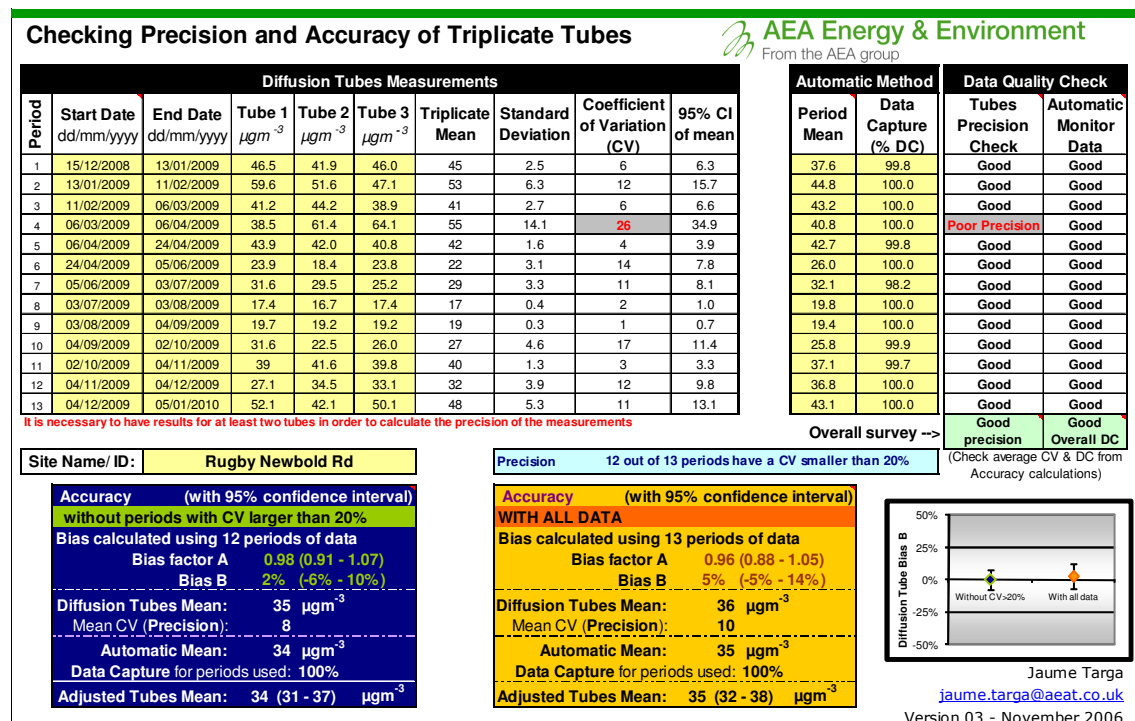 Checking Precision and Accuracy of Triplicate Tubes
AEA Energy & Environment
From the AEA group
Diffusion Tubes Measurements
Automatic Method
Data Quality Check
Period Start Date dd/mm/yyyy End Date dd/mm/yyyy Tube 1 µgm-3 Tube 2 µgm-3 Tube 3 µgm-3 Triplicate Mean Standard Deviation Coefficient of Variation (CV) 95% CI of mean Period Mean Data Capture (% DC) Tubes Precision Check Automatic Monitor Data
1 15/12/2008 13/01/2009 46.5 41.9 46.0 45 2.5 6 6.3 37.6 99.8 Good Good
2 13/01/2009 11/02/2009 59.6 51.6 47.1 53 6.3 12 15.7 44.8 100.0 Good Good
3 11/02/2009 06/03/2009 41.2 44.2 38.9 41 2.7 6 6.6 43.2 100.0 Good Good
4 06/03/2009 06/04/2009 38.5 61.4 64.1 55 14.1 26 34.9 40.8 100.0 Poor Precision Good
5 06/04/2009 24/04/2009 43.9 42.0 40.8 42 1.6 4 3.9 42.7 99.8 Good Good
6 24/04/2009 05/06/2009 23.9 18.4 23.8 22 3.1 14 7.8 26.0 100.0 Good Good
7 05/06/2009 03/07/2009 31.6 29.5 25.2 29 3.3 11 8.1 32.1 98.2 Good Good
8 03/07/2009 03/08/2009 17.4 16.7 17.4 17 0.4 2 1.0 19.8 100.0 Good Good
9 03/08/2009 04/09/2009 19.7 19.2 19.2 19 0.3 1 0.7 19.4 100.0 Good Good
10 04/09/2009 02/10/2009 31.6 22.5 26.0 27 4.6 17 11.4 25.8 99.9 Good Good
11 02/10/2009 04/11/2009 39 41.6 39.8 40 1.3 3 3.3 37.1 99.7 Good Good
12 04/11/2009 04/12/2009 27.1 34.5 33.1 32 3.9 12 9.8 36.8 100.0 Good Good
13 04/12/2009 05/01/2010 52.1 42.1 50.1 48 5.3 11 13.1 43.1 100.0 Good Good
It is necessary to have results for at least two tubes in order to calculate the precision of the measurements
Overall survey --> Good precision Good Overall DC
Site Name/ ID: Rugby Newbold Rd
Precision 12 out of 13 periods have a CV smaller than 20%
(Check average CV & DC from
Accuracy calculations)
Accuracy (with 95% confidence interval)
without periods with CV larger than 20%
Bias calculated using 12 periods of data
Bias factor A 0.98 (0.91 - 1.07)
Bias B 2% (-6% - 10%)
Diffusion Tubes Mean: 35 µgm-3
Mean CV (Precision): 8
Automatic Mean: 34 µgm-3
Data Capture for periods used: 100%
Adjusted Tubes Mean: 34 (31 - 37) µgm-3
Accuracy (with 95% confidence interval)
WITH ALL DATA
Bias calculated using 13 periods of data
Bias factor A 0.96 (0.88 - 1.05)
Bias B 5% (-5% - 14%)
Diffusion Tubes Mean: 36 µgm-3
Mean CV (Precision): 10
Automatic Mean: 35 µgm-3
Data Capture for periods used: 100%
Adjusted Tubes Mean: 35 (32 - 38) µgm-3
Diffusion Tube Bias B
50%
25%
0%
-25%
-50%
Without CV>20% With all data
Jaume Targa
jaume.targa@aeat.co.uk
Version 03 - November 2006